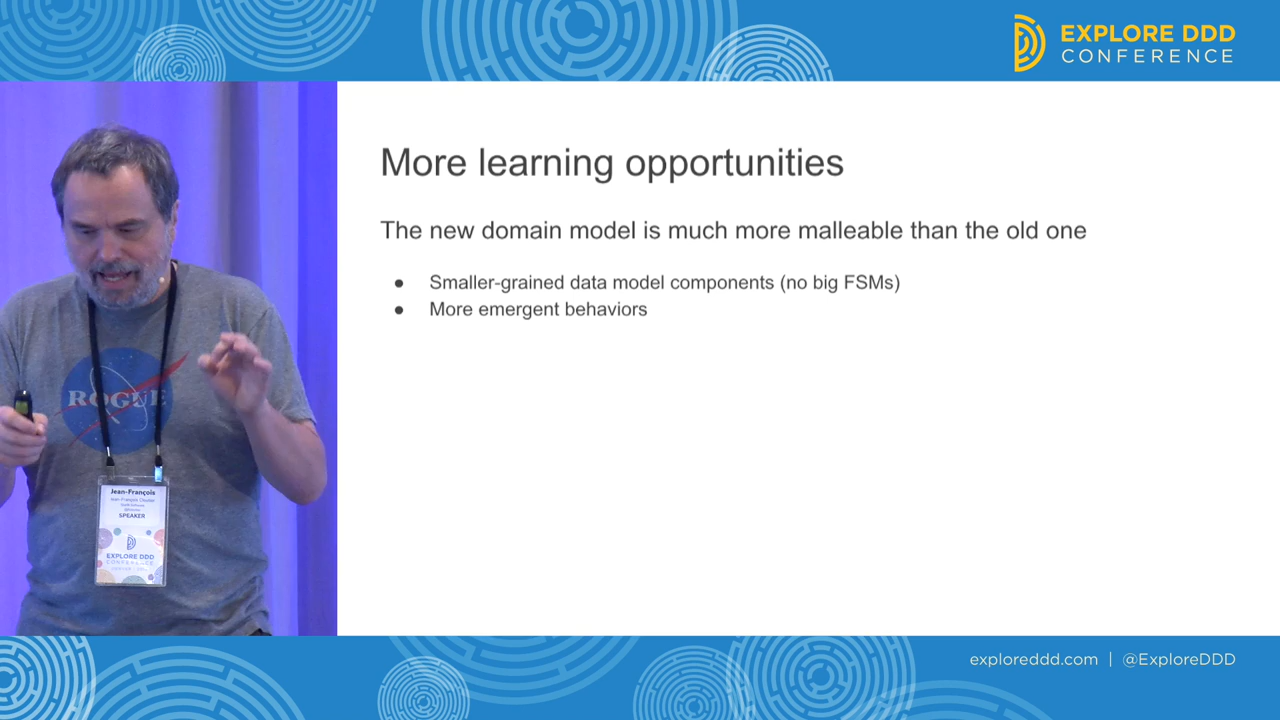 EXPLORE DDD
CONFERENCE
More learning opportunities
The new domain model is much more malleable than the old one
● Smaller-grained data model components (no big FSMs)
● More emergent behaviors
ROGUE
Jean-François
SPEAKER
EXPLORE DDD
CONFERENCE
exploreddd.com | @ExploreDDD